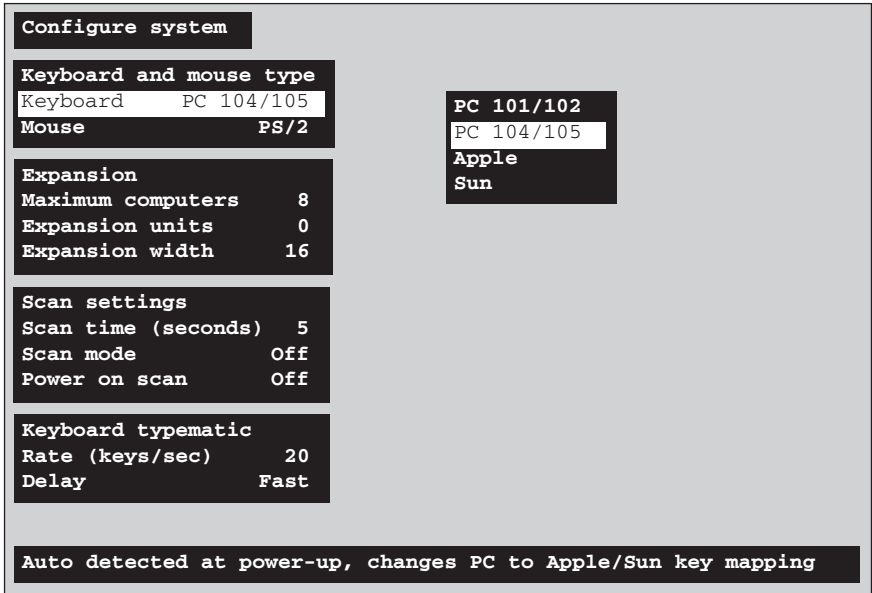 Configure system
Keyboard and mouse type
Keyboard PC 104/105
Mouse PS/2
Expansion
Maximum computers 8
Expansion units 0
Expansion width 16
Scan settings
Scan time (seconds) 5
Scan mode Off
Power on scan Off
Keyboard typematic
Rate (keys/sec) 20
Delay Fast
PC 101/102
PC 104/105
Apple
Sun
Auto detected at power-up, changes PC to Apple/Sun key mapping